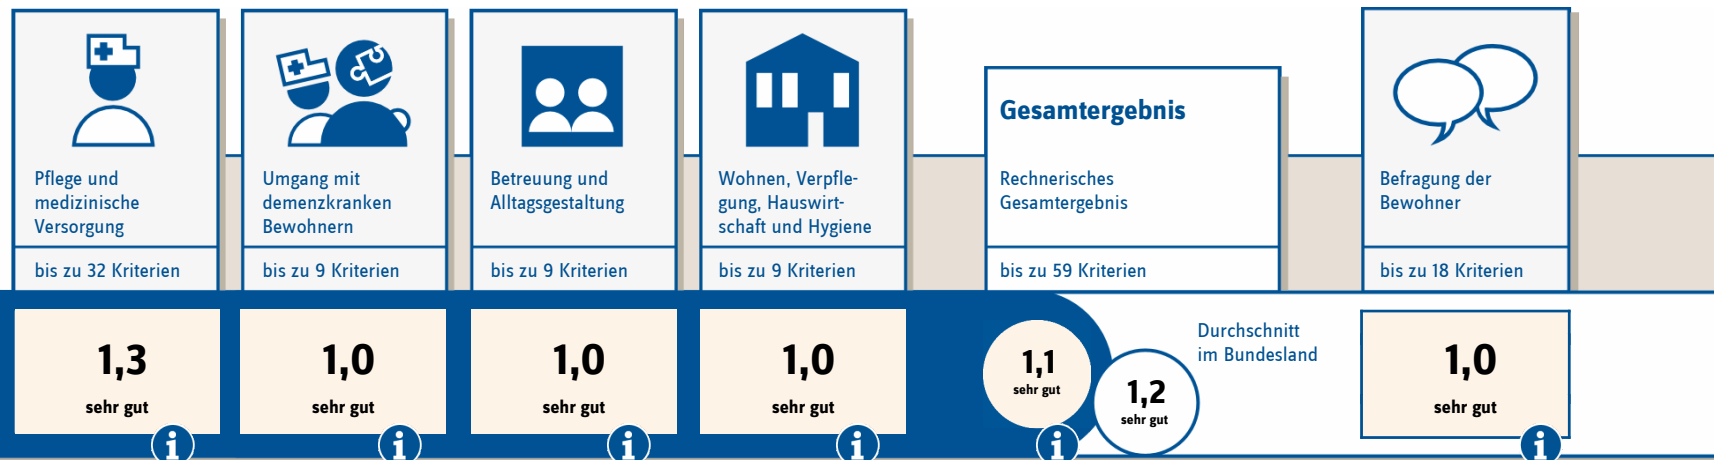 Pflege und
medizinische
Versorgung
bis zu 32 Kriterien
1,3
sehr gut
Umgang mit
demenzkranken
Bewohnern
bis zu 9 Kriterien
1,0
sehr gut
Betreuung und
Alltagsgestaltung
bis zu 9 Kriterien
1,0
sehr gut
Wohnen, Verpfle-
gung, Hauswirt-
schaft und Hygiene
bis zu 9 Kriterien
1,0
sehr gut
Gesamtergebnis
Rechnerisches
Gesamtergebnis
bis zu 59 Kriterien
1,1
sehr gut
1,2
sehr gut
Durchschnitt
im Bundesland
Befragung der
Bewohner
bis zu 18 Kriterien
1,0
sehr gut